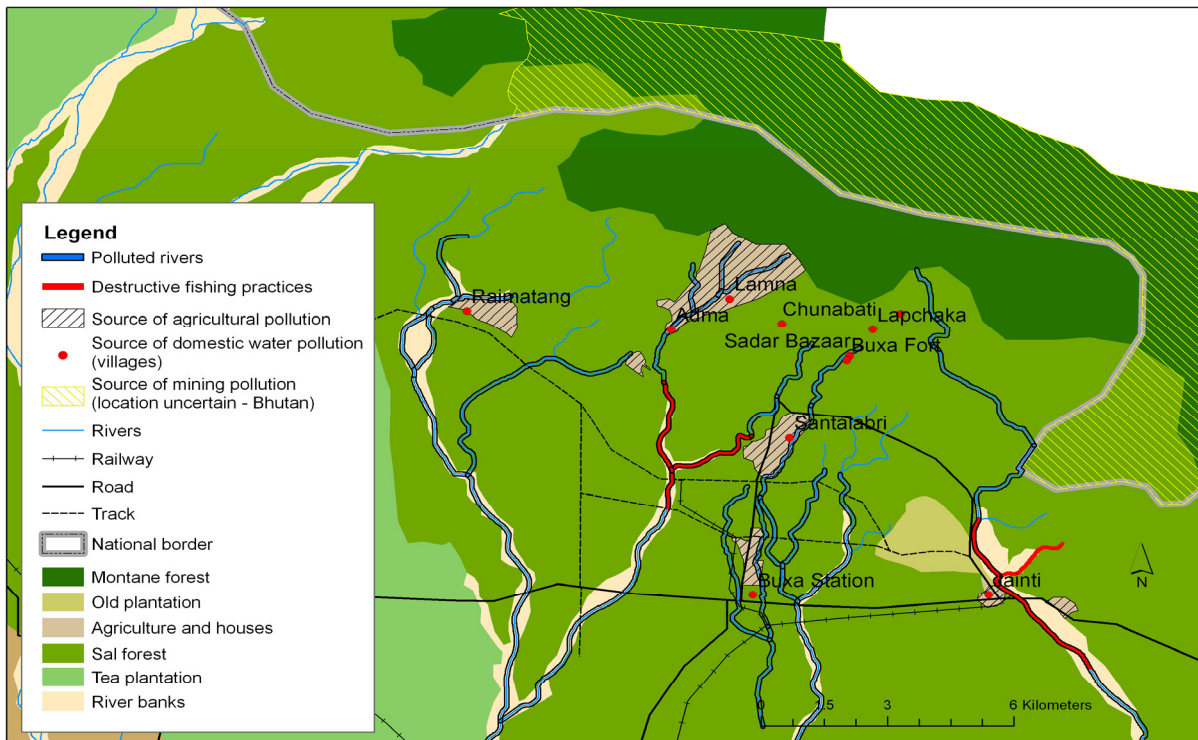 Legend
Polluted rivers
Destructive fishing practices
Source of agricultural pollution
Source of domestic water pollution
(villages)
Source of mining pollution
(location uncertain - Bhutan)
Rivers
Railway
Road
Track
National border
Montane forest
Old plantation
Agriculture and houses
Sal forest
Tea plantation
River banks
Raimatang
Lamna
Adma
Chunabati
Lapchaka
Sadar Bazaar
Buxa Fort
Santalabri
Buxa Station
N
0 1.5 3 6 Kilometers